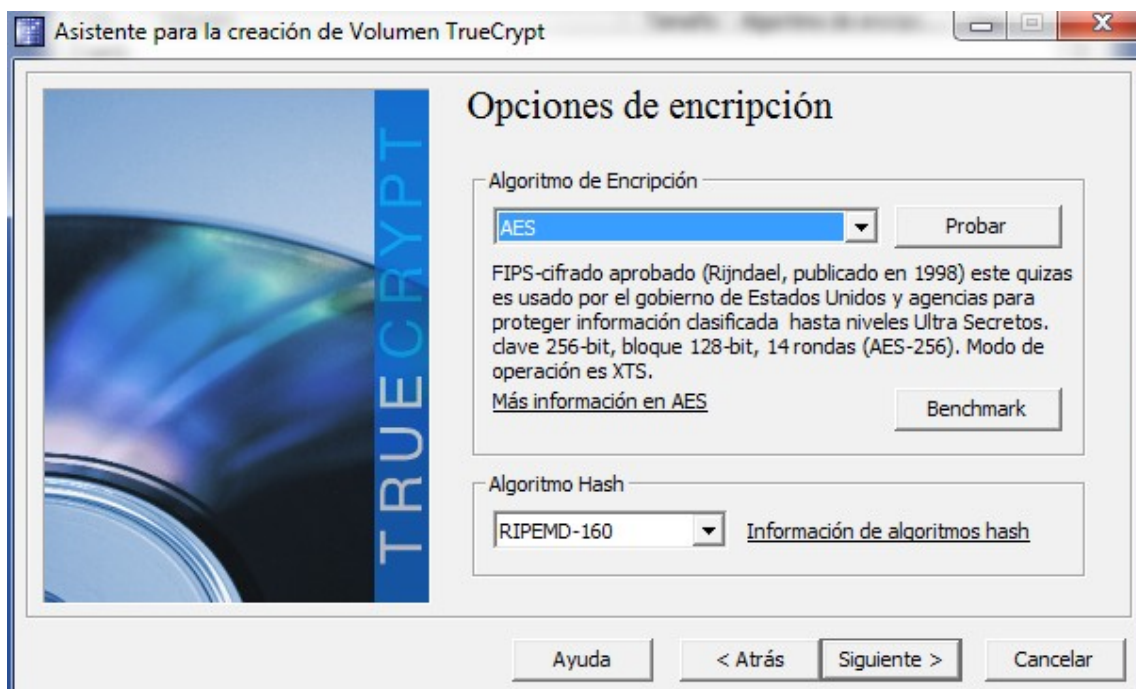 Asistente para la creación de Volumen TrueCrypt
TRUECRYPT
Opciones de encripción
Algoritmo de Encripción
AES
Probar
FIPS-cifrado aprobado (Rijndael, publicado en 1998) este quizas
es usado por el gobierno de Estados Unidos y agencias para
proteger información clasificada hasta niveles Ultra Secretos.
clave 256-bit, bloque 128-bit, 14 rondas (AES-256). Modo de
operación es XTS.
Más información en AES
Benchmark
Algoritmo Hash
RIPEMD-160
Información de algoritmos hash
Ayuda
< Atrás
Siguiente >
Cancelar